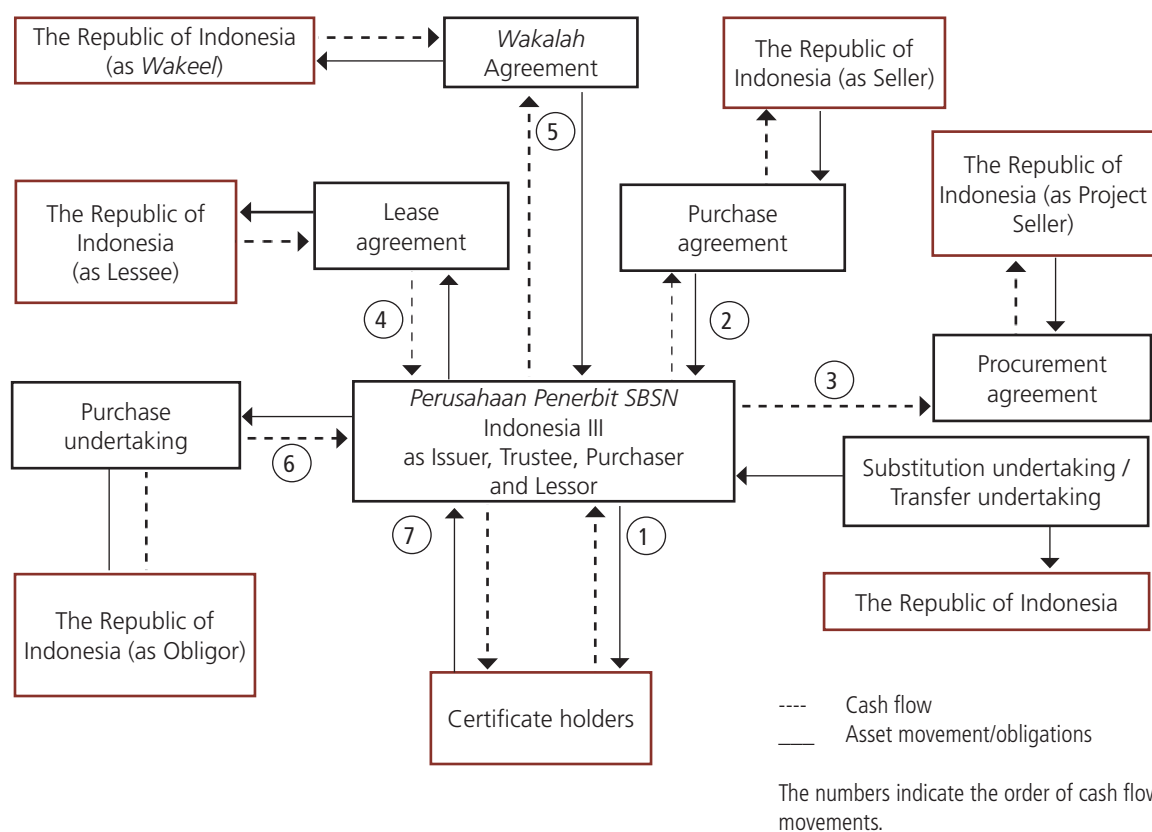 The Republic of Indonesia
(as Wakeel)
Wakalah
Agreement
The Republic of
Indonesia (as Seller)
5
The Republic of
Indonesia (as Project
Seller)
The Republic of
Indonesia
(as Lessee)
Lease
agreement
Purchase
agreement
4
2
3
Procurement
agreement
Purchase
undertaking
6
Perusahaan Penerbit SBSN
Indonesia III
as Issuer, Trustee, Purchaser
and Lessor
Substitution undertaking /
Transfer undertaking
7
1
The Republic of Indonesia
The Republic of
Indonesia (as Obligor)
Certificate holders
---- Cash flow
___ Asset movement/obligations
The numbers indicate the order of cash flow
movements.